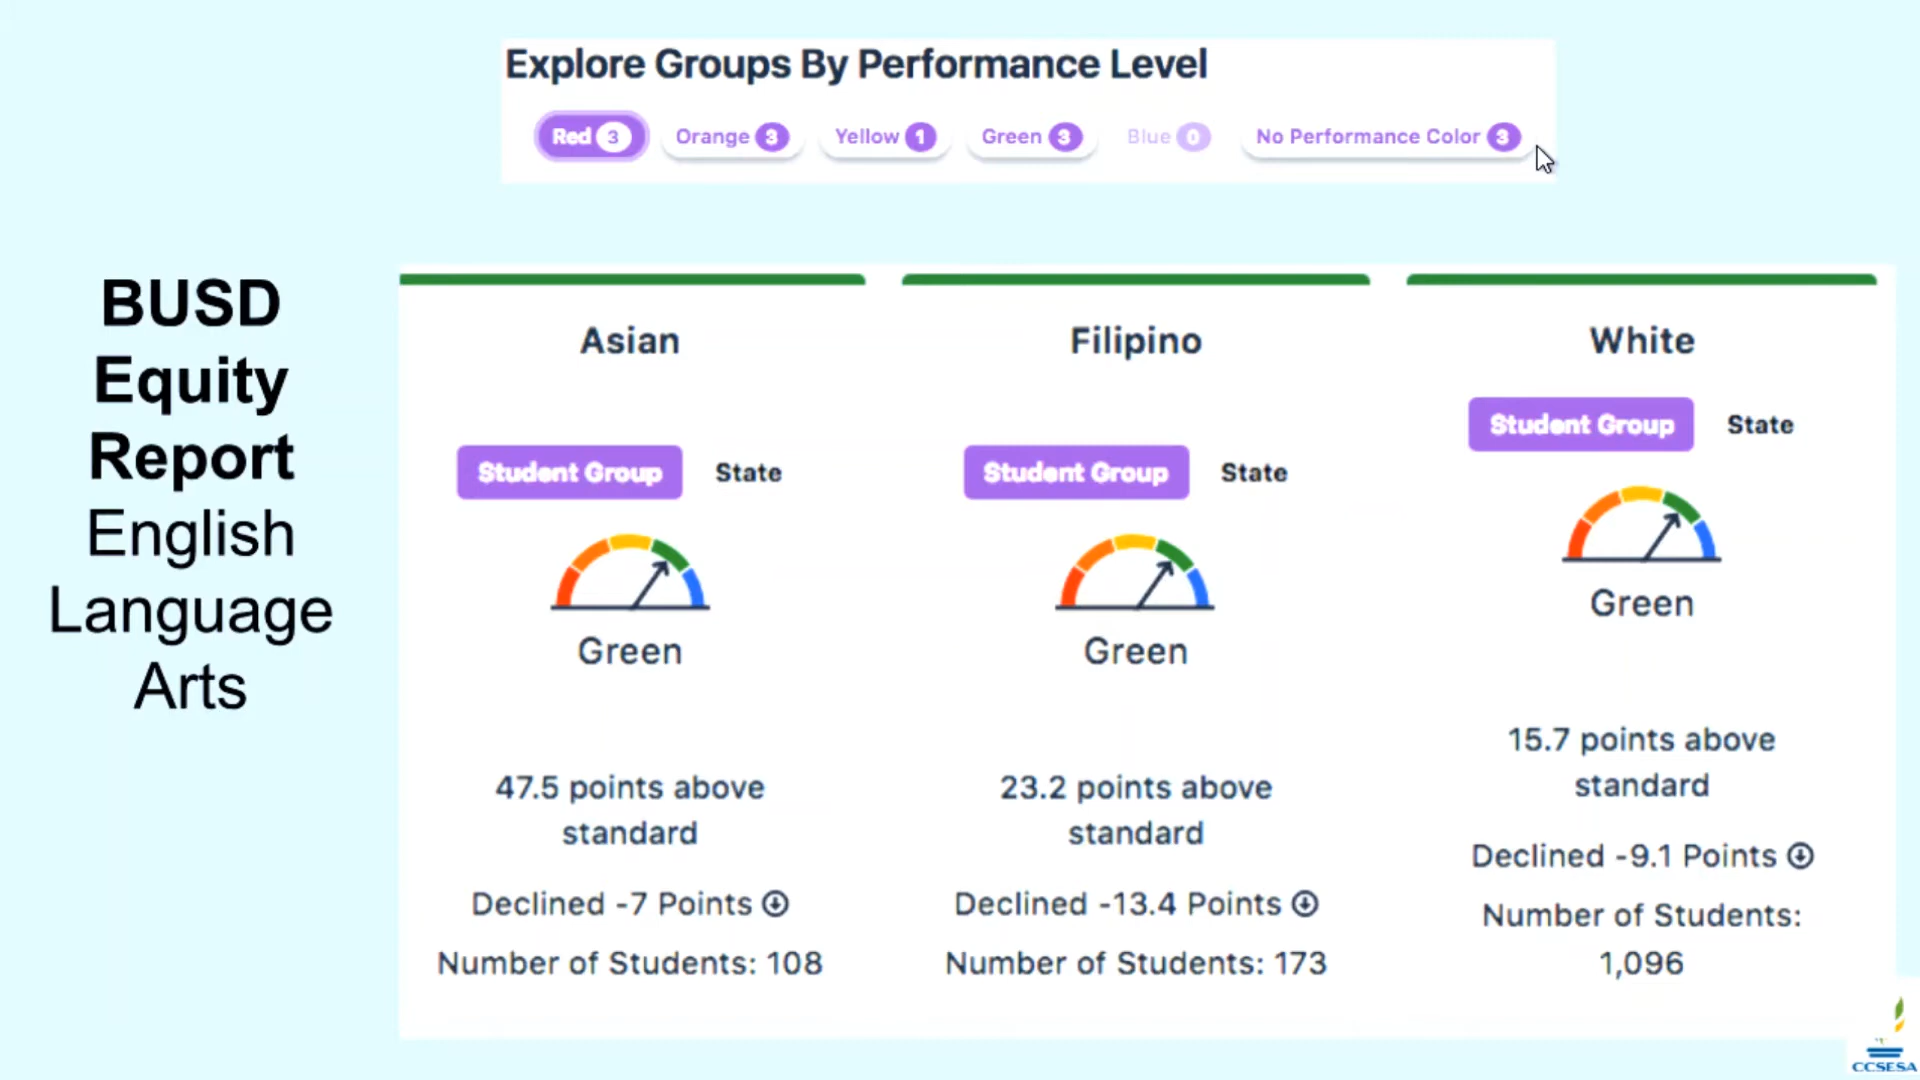 Explore Groups By Performance Level
Red 3 Orange 3 Yellow 1 Green 3 Blue 0 No Performance Color 3
BUSD
Equity
Report
English
Language
Arts
Asian
Student Group State
Green
47.5 points above
standard
Declined -7 Points
Number of Students: 108
Filipino
Student Group State
Green
23.2 points above
standard
Declined -13.4 Points
Number of Students: 173
White
Student Group State
Green
15.7 points above
standard
Declined -9.1 Points
Number of Students:
1,096
CCSESA